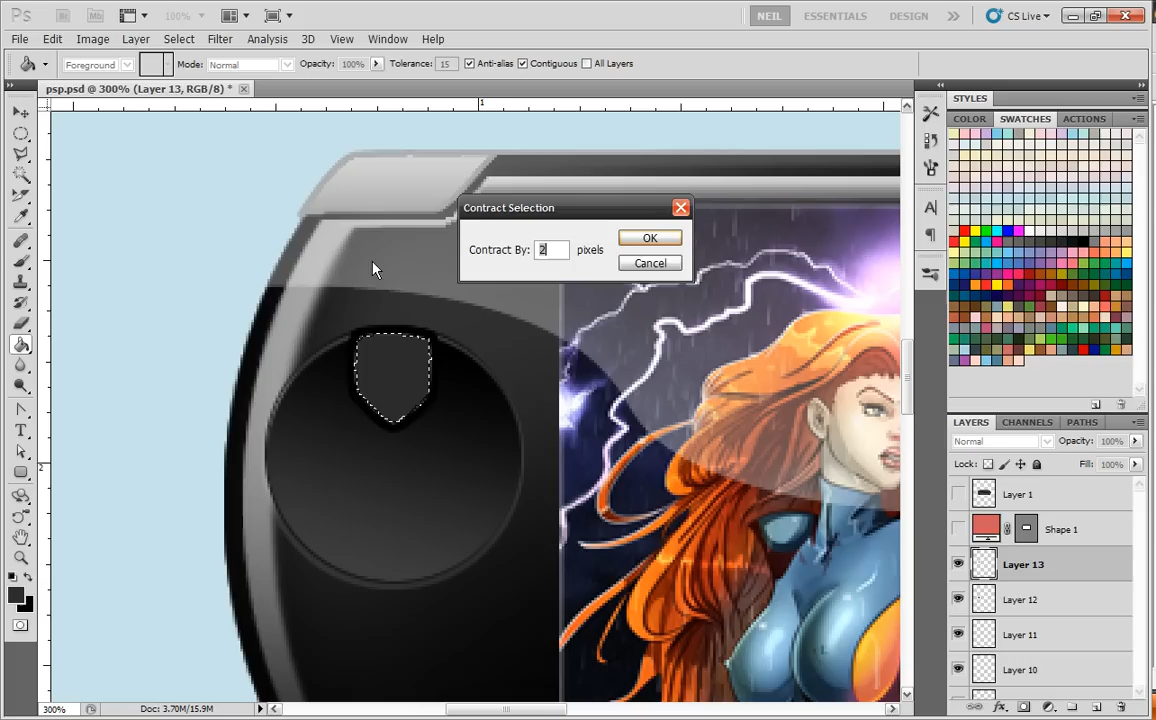 Ps Br Mb 100% NEIL ESSENTIALS DESIGN CS Live
File Edit Image Layer Select Filter Analysis 3D View Window Help
Foreground Mode: Normal Opacity: 100% Tolerance: 15 Anti-alias Contiguous All Layers
psp.psd @ 300% (Layer 13, RGB/8) *
STYLES
1
COLOR SWATCHES ACTIONS
Contract Selection
Contract By: 2 pixels
OK
Cancel
2
LAYERS CHANNELS PATHS
Normal Opacity: 100%
Lock: Fill: 100%
Layer 1
Shape 1
Layer 13
Layer 12
Layer 11
Layer 10
300% Doc: 3.70M/15.9M